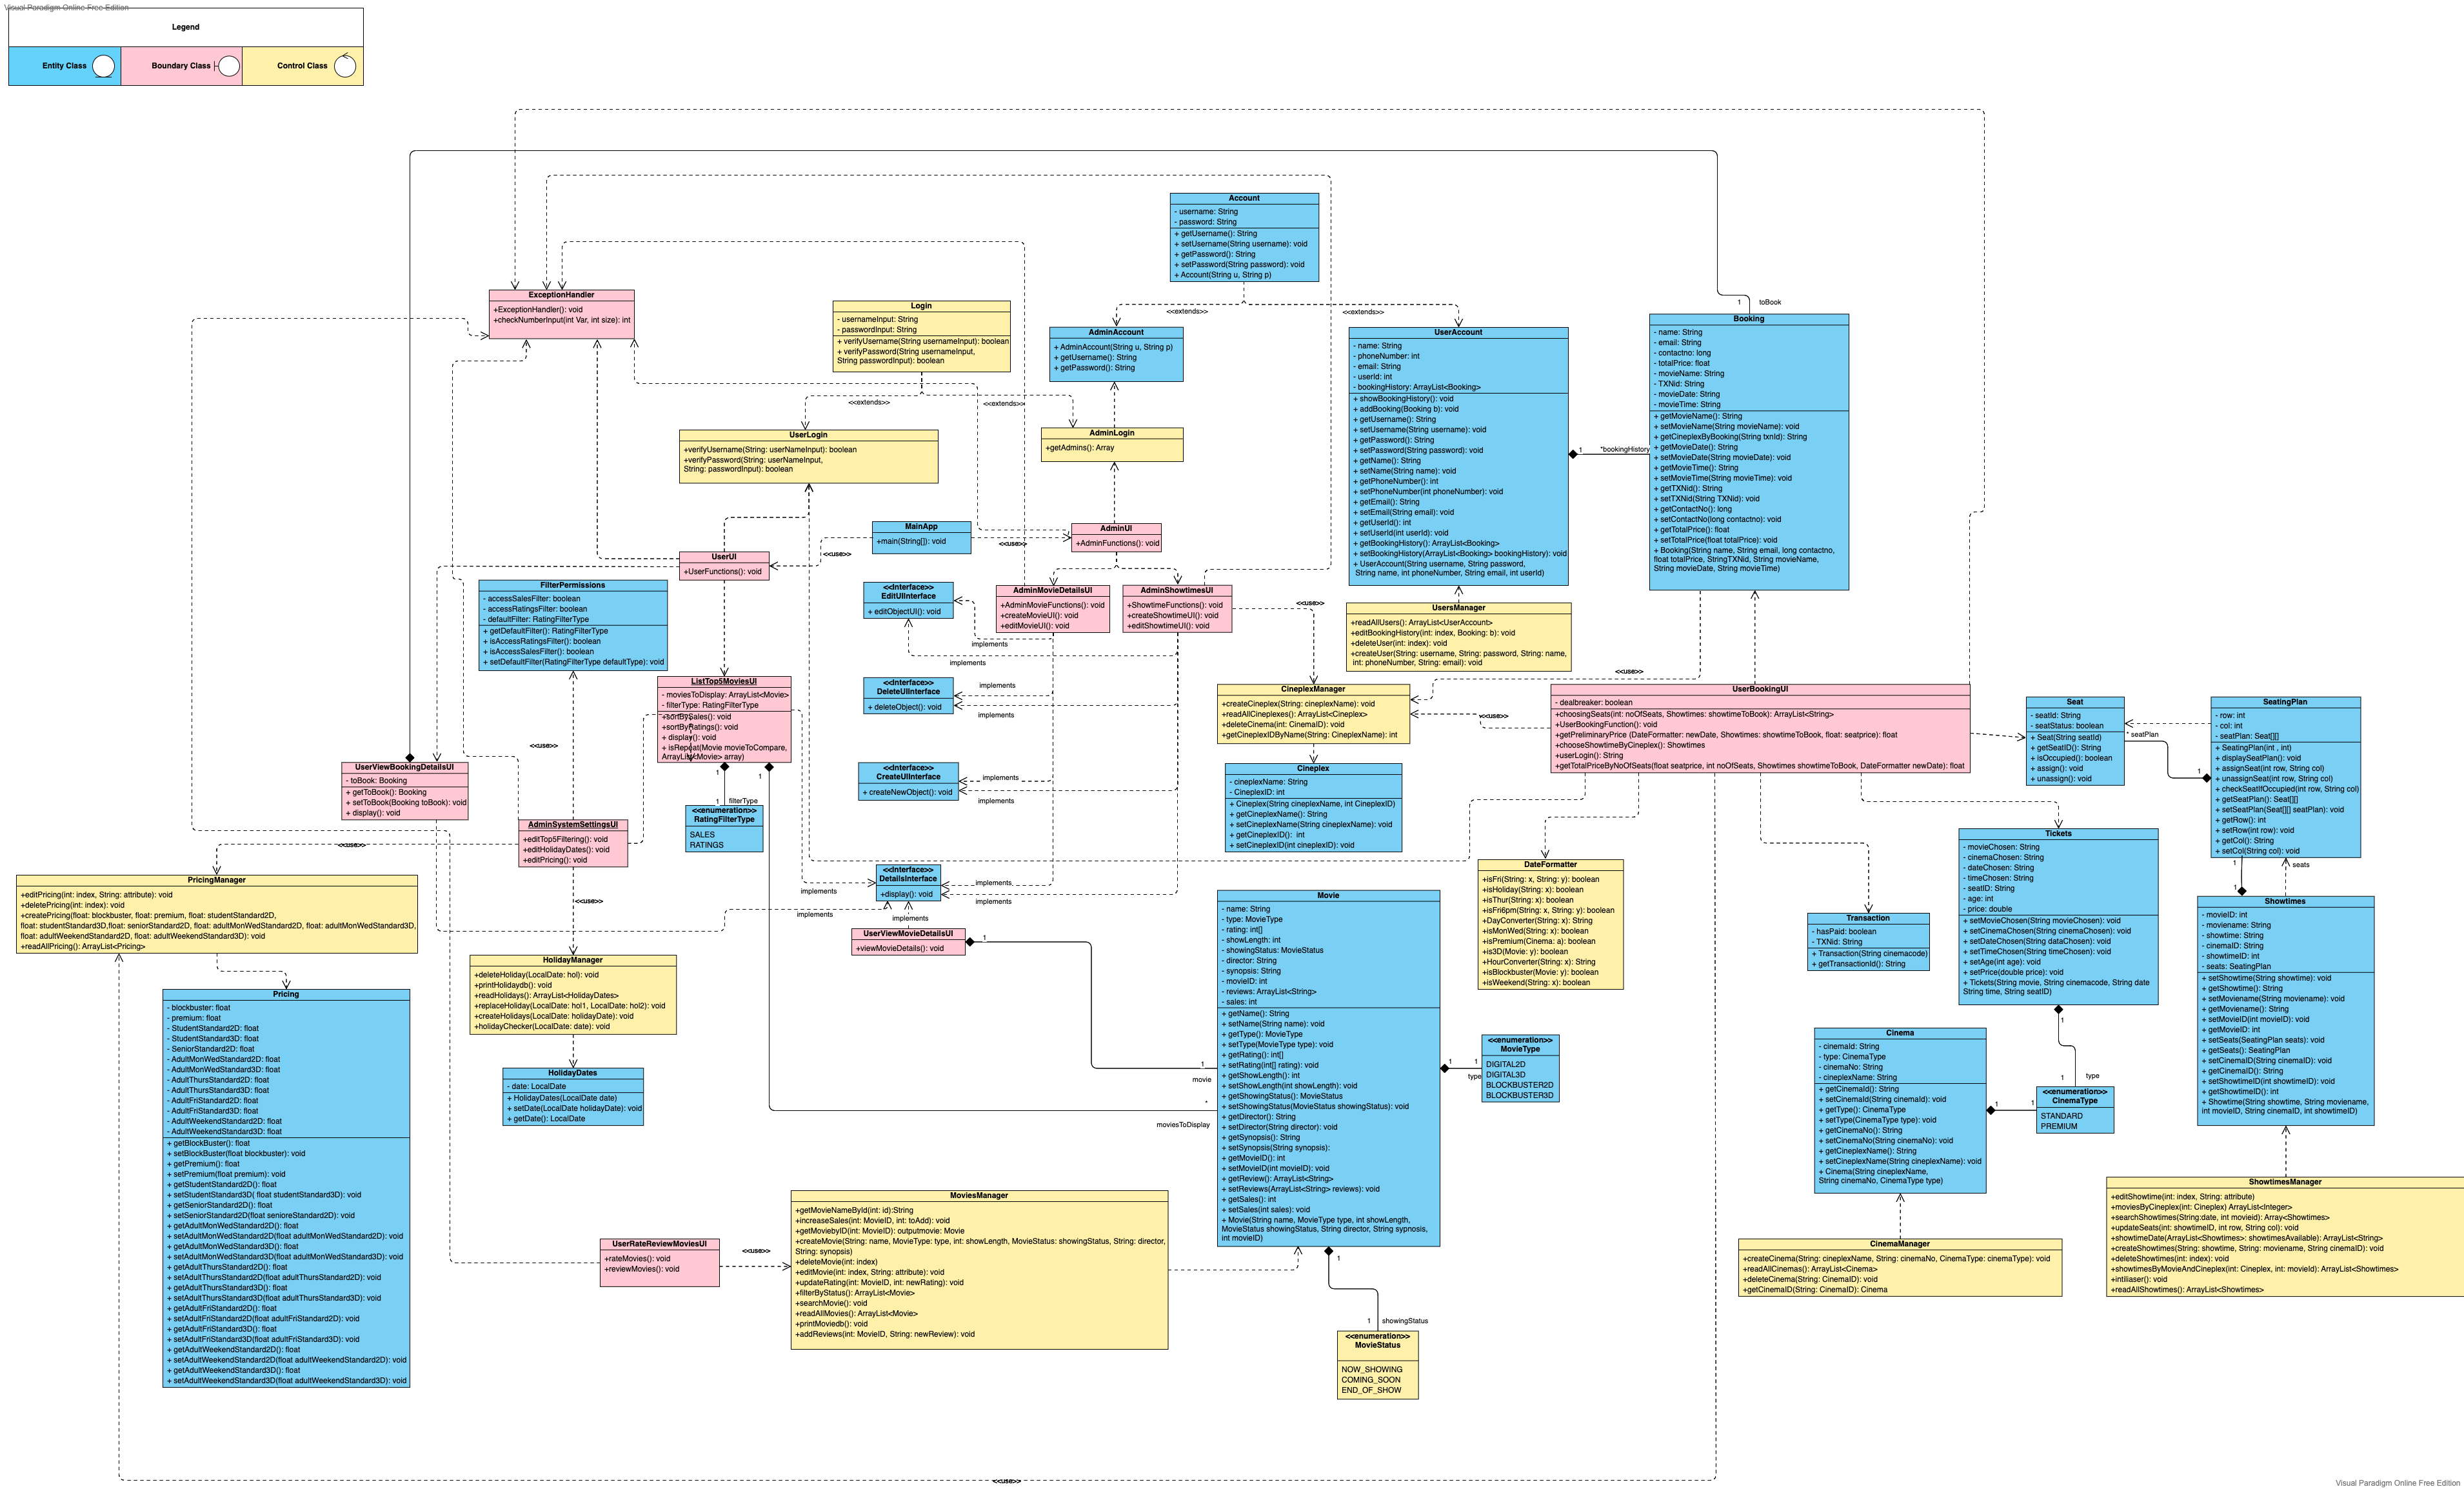 Visual Paradigm Online Free Edition
Legend
Entity Class
Boundary Class
Control Class
Account
- username: String
- password: String
+ getUsername(): String
+ setUsername(String username): void
+ getPassword(): String
+ setPassword(String password): void
+ Account(String u, String p)
<<extends>>
<<extends>>
1
toBook
ExceptionHandler
+ExceptionHandler(): void
+checkNumberInput(int Var, int size): int
Login
- usernameInput: String
- passwordInput: String
+ verifyUsername(String usernameInput): boolean
+ verifyPassword(String usernameInput,
String passwordInput): boolean
<<extends>>
<<extends>>
AdminAccount
+ AdminAccount(String u, String p)
+ getUsername(): String
+ getPassword(): String
UserAccount
- name: String
- phoneNumber: int
- email: String
- userId: int
- bookingHistory: ArrayList<Booking>
+ showBookingHistory(): void
+ addBooking(Booking b): void
+ getUsername(): String
+ setUsername(String username): void
+ getPassword(): String
+ setPassword(String password): void
+ getName(): String
+ setName(String name): void
+ getPhoneNumber(): int
+ setPhoneNumber(int phoneNumber): void
+ getEmail(): String
+ setEmail(String email): void
+ getUserId(): int
+ setUserId(int userId): void
+ getBookingHistory(): ArrayList<Booking>
+ setBookingHistory(ArrayList<Booking> bookingHistory): void
+ UserAccount(String username, String password,
String name, int phoneNumber, String email, int userId)
1
*bookingHistory
Booking
- name: String
- email: String
- contactno: long
- totalPrice: float
- movieName: String
- TXNid: String
- movieDate: String
- movieTime: String
+ getMovieName(): String
+ setMovieName(String movieName): void
+ getCineplexByBooking(String txnId): String
+ getMovieDate(): String
+ setMovieDate(String movieDate): void
+ getMovieTime(): String
+ setMovieTime(String movieTime): void
+ getTXNid(): String
+ setTXNid(String TXNid): void
+ getContactNo(): long
+ setContactNo(long contactno): void
+ getTotalPrice(): float
+ setTotalPrice(float totalPrice): void
+ Booking(String name, String email, long contactno,
float totalPrice, StringTXNid, String movieName,
String movieDate, String movieTime)
UserLogin
+verifyUsername(String: userNameInput): boolean
+verifyPassword(String: userNameInput,
String: passwordInput): boolean
AdminLogin
+getAdmins(): Array
MainApp
+main(String[]): void
<<use>>
<<use>>
AdminUI
+AdminFunctions(): void
UserUI
+UserFunctions(): void
FilterPermissions
- accessSalesFilter: boolean
- accessRatingsFilter: boolean
- defaultFilter: RatingFilterType
+ getDefaultFilter(): RatingFilterType
+ isAccessRatingsFilter(): boolean
+ isAccessSalesFilter(): boolean
+ setDefaultFilter(RatingFilterType defaultType): void
<<Interface>>
EditUIInterface
+ editObjectUI(): void
AdminMovieDetailsUI
+AdminMovieFunctions(): void
+createMovieUI(): void
+editMovieUI(): void
AdminShowtimesUI
+ShowtimeFunctions(): void
+createShowtimeUI(): void
+editShowtimeUI(): void
<<use>>
implements
implements
UsersManager
+readAllUsers(): ArrayList<UserAccount>
+editBookingHistory(int: index, Booking: b): void
+deleteUser(int: index): void
+createUser(String: username, String: password, String: name,
int: phoneNumber, String: email): void
<<use>>
ListTop5MoviesUI
- moviesToDisplay: ArrayList<Movie>
- filterType: RatingFilterType
+sortBySales(): void
+sortByRatings(): void
+ display(): void
+ isRepeat(Movie movieToCompare,
ArrayList<Movie> array)
<<Interface>>
DeleteUIInterface
+ deleteObject(): void
implements
implements
CineplexManager
+createCineplex(String: cineplexName): void
+readAllCineplexes(): ArrayList<Cineplex>
+deleteCinema(int: CinemaID): void
+getCineplexIDByName(String: CineplexName): int
<<use>>
UserBookingUI
- dealbreaker: boolean
+choosingSeats(int: noOfSeats, Showtimes: showtimeToBook): ArrayList<String>
+UserBookingFunction(): void
+getPreliminaryPrice (DateFormatter: newDate, Showtimes: showtimeToBook, float: seatprice): float
+chooseShowtimeByCineplex(): Showtimes
+userLogin(): String
+getTotalPriceByNoOfSeats(float seatprice, int noOfSeats, Showtimes showtimeToBook, DateFormatter newDate): float
Seat
- seatId: String
- seatStatus: boolean
+ Seat(String seatId)
+ getSeatID(): String
+ isOccupied(): boolean
+ assign(): void
+ unassign(): void
* seatPlan
1
SeatingPlan
- row: int
- col: int
- seatPlan: Seat[][]
+ SeatingPlan(int , int)
+ displaySeatPlan(): void
+ assignSeat(int row, String col)
+ unassignSeat(int row, String col)
+ checkSeatIfOccupied(int row, String col)
+ getSeatPlan(): Seat[][]
+ setSeatPlan(Seat[][] seatPlan): void
+ getRow(): int
+ setRow(int row): void
+ getCol(): String
+ setCol(String col): void
1
seats
1
<<use>>
UserViewBookingDetailsUI
- toBook: Booking
+ getToBook(): Booking
+ setToBook(Booking toBook): void
+ display(): void
1
1
1
filterType
<<enumeration>>
RatingFilterType
SALES
RATINGS
<<Interface>>
CreateUIInterface
+ createNewObject(): void
implements
implements
Cineplex
- cineplexName: String
- CineplexID: int
+ Cineplex(String cineplexName, int CineplexID)
+ getCineplexName(): String
+ setCineplexName(String cineplexName): void
+ getCineplexID():  int
+ setCineplexID(int cineplexID): void
AdminSystemSettingsUI
+editTop5Filtering(): void
+editHolidayDates(): void
+editPricing(): void
<<use>>
<<use>>
PricingManager
+editPricing(int: index, String: attribute): void
+deletePricing(int: index): void
+createPricing(float: blockbuster, float: premium, float: studentStandard2D,
float: studentStandard3D,float: seniorStandard2D, float: adultMonWedStandard2D, float: adultMonWedStandard3D,
float: adultWeekendStandard2D, float: adultWeekendStandard3D): void
+readAllPricing(): ArrayList<Pricing>
<<Interface>>
DetailsInterface
+display(): void
implements
implements
implements
implements
implements
UserViewMovieDetailsUI
+viewMovieDetails(): void
1
DateFormatter
+isFri(String: x, String: y): boolean
+isHoliday(String: x): boolean
+isThur(String: x): boolean
+isFri6pm(String: x, String: y): boolean
+DayConverter(String: x): String
+isMonWed(String: x): boolean
+isPremium(Cinema: a): boolean
+is3D(Movie: y): boolean
+HourConverter(String: x): String
+isBlockbuster(Movie: y): boolean
+isWeekend(String: x): boolean
Tickets
- movieChosen: String
- cinemaChosen: String
- dateChosen: String
- timeChosen: String
- seatID: String
- age: int
- price: double
+ setMovieChosen(String movieChosen): void
+ setCinemaChosen(String cinemaChosen): void
+ setDateChosen(String dataChosen): void
+ setTimeChosen(String timeChosen): void
+ setAge(int age): void
+ setPrice(double price): void
+ Tickets(String movie, String cinemacode, String date
String time, String seatID)
1
1
type
Transaction
- hasPaid: boolean
- TXNid: String
+ Transaction(String cinemacode)
+ getTransactionId(): String
Showtimes
- movieID: int
- moviename: String
- showtime: String
- cinemaID: String
- showtimeID: int
- seats: SeatingPlan
+ setShowtime(String showtime): void
+ getShowtime(): String
+ setMoviename(String moviename): void
+ getMoviename(): String
+ setMovieID(int movieID): void
+ getMovieID: int
+ setSeats(SeatingPlan seats): void
+ getSeats(): SeatingPlan
+ setCinemaID(String cinemaID): void
+ getCinemaID(): String
+ setShowtimeID(int showtimeID): void
+ getShowtimeID(): int
+ Showtime(String showtime, String moviename,
int movieID, String cinemaID, int showtimeID)
Movie
- name: String
- type: MovieType
- rating: int[]
- showLength: int
- showingStatus: MovieStatus
- director: String
- synopsis: String
- movieID: int
- reviews: ArrayList<String>
- sales: int
+ getName(): String
+ setName(String name): void
+ getType(): MovieType
+ setType(MovieType type): void
+ getRating(): int[]
+ setRating(int[] rating): void
+ getShowLength(): int
+ setShowLength(int showLength): void
+ getShowingStatus(): MovieStatus
+ setShowingStatus(MovieStatus showingStatus): void
+ getDirector(): String
+ setDirector(String director): void
+ getSynopsis(): String
+ setSynopsis(String synopsis):
+ getMovieID(): int
+ setMovieID(int movieID): void
+ getReview(): ArrayList<String>
+ setReviews(ArrayList<String> reviews): void
+ getSales(): int
+ setSales(int sales): void
+ Movie(String name, MovieType type, int showLength,
MovieStatus showingStatus, String director, String sypnosis,
int movieID)
1
movie
*
moviesToDisplay
1
1
type
<<enumeration>>
MovieType
DIGITAL2D
DIGITAL3D
BLOCKBUSTER2D
BLOCKBUSTER3D
HolidayManager
+deleteHoliday(LocalDate: hol): void
+printHolidaydb(): void
+readHolidays(): ArrayList<HolidayDates>
+replaceHoliday(LocalDate: hol1, LocalDate: hol2): void
+createHolidays(LocalDate: holidayDate): void
+holidayChecker(LocalDate: date): void
HolidayDates
- date: LocalDate
+ HolidayDates(LocalDate date)
+ setDate(LocalDate holidayDate): void
+ getDate(): LocalDate
Pricing
- blockbuster: float
- premium: float
- StudentStandard2D: float
- StudentStandard3D: float
- SeniorStandard2D: float
- AdultMonWedStandard2D: float
- AdultMonWedStandard3D: float
- AdultThursStandard2D: float
- AdultThursStandard3D: float
- AdultFriStandard2D: float
- AdultFriStandard3D: float
- AdultWeekendStandard2D: float
- AdultWeekendStandard3D: float
+ getBlockBuster(): float
+ setBlockBuster(float blockbuster): void
+ getPremium(): float
+ setPremium(float premium): void
+ getStudentStandard2D(): float
+ setStudentStandard3D( float studentStandard3D): void
+ getSeniorStandard2D(): float
+ setSeniorStandard2D(float senioreStandard2D): void
+ getAdultMonWedStandard2D(): float
+ setAdultMonWedStandard2D(float adultMonWedStandard2D): void
+ getAdultMonWedStandard3D(): float
+ setAdultMonWedStandard3D(float adultMonWedStandard3D): void
+ getAdultThursStandard2D(): float
+ setAdultThursStandard2D(float adultThursStandard2D): void
+ getAdultThursStandard3D(): float
+ setAdultThursStandard3D(float adultThursStandard3D): void
+ getAdultFriStandard2D(): float
+ setAdultFriStandard2D(float adultFriStandard2D): void
+ getAdultFriStandard3D(): float
+ setAdultFriStandard3D(float adultFriStandard3D): void
+ getAdultWeekendStandard2D(): float
+ setAdultWeekendStandard2D(float adultWeekendStandard2D): void
+ getAdultWeekendStandard3D(): float
+ setAdultWeekendStandard3D(float adultWeekendStandard3D): void
Cinema
- cinemaId: String
- type: CinemaType
- cinemaNo: String
- cineplexName: String
+ getCinemaId(): String
+ setCinemaId(String cinemaId): void
+ getType(): CinemaType
+ setType(CinemaType type): void
+ getCinemaNo(): String
+ setCinemaNo(String cinemaNo): void
+ getCineplexName(): String
+ setCineplexName(String cineplexName): void
+ Cinema(String cineplexName,
String cinemaNo, CinemaType type)
1
1
<<enumeration>>
CinemaType
STANDARD
PREMIUM
UserRateReviewMoviesUI
+rateMovies(): void
+reviewMovies(): void
<<use>>
MoviesManager
+getMovieNameById(int: id):String
+increaseSales(int: MovieID, int: toAdd): void
+getMoviebyID(int: MovieID): outputmovie: Movie
+createMovie(String: name, MovieType: type, int: showLength, MovieStatus: showingStatus, String: director,
String: synopsis)
+deleteMovie(int: index)
+editMovie(int: index, String: attribute): void
+updateRating(int: MovieID, int: newRating): void
+filterByStatus(): ArrayList<Movie>
+searchMovie(): void
+readAllMovies(): ArrayList<Movie>
+printMoviedb(): void
+addReviews(int: MovieID, String: newReview): void
1
1
showingStatus
<<enumeration>>
MovieStatus
NOW_SHOWING
COMING_SOON
END_OF_SHOW
CinemaManager
+createCinema(String: cineplexName, String: cinemaNo, CinemaType: cinemaType): void
+readAllCinemas(): ArrayList<Cinema>
+deleteCinema(String: CinemaID): void
+getCinemaID(String: CinemaID): Cinema
ShowtimesManager
+editShowtime(int: index, String: attribute)
+moviesByCineplex(int: Cineplex) ArrayList<Integer>
+searchShowtimes(String:date, int movieid): Array<Showtimes>
+updateSeats(int: showtimeID, int row, String: col): void
+showtimeDate(ArrayList<Showtimes>: showtimesAvailable): ArrayList<String>
+createShowtimes(String: showtime, String: moviename, String: cinemaID): void
+deleteShowtimes(int: index): void
+showtimesByMovieAndCineplex(int: Cineplex, int: movieId): ArrayList<Showtimes>
+intiliaser(): void
+readAllShowtimes(): ArrayList<Showtimes>
<<use>>
Visual Paradigm Online Free Edition